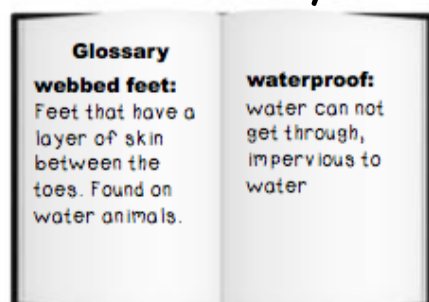 Glossary
webbed feet:
Feet that have a
layer of skin
between the
toes. Found on
water animals.
waterproof:
water can not
get through,
impervious to
water